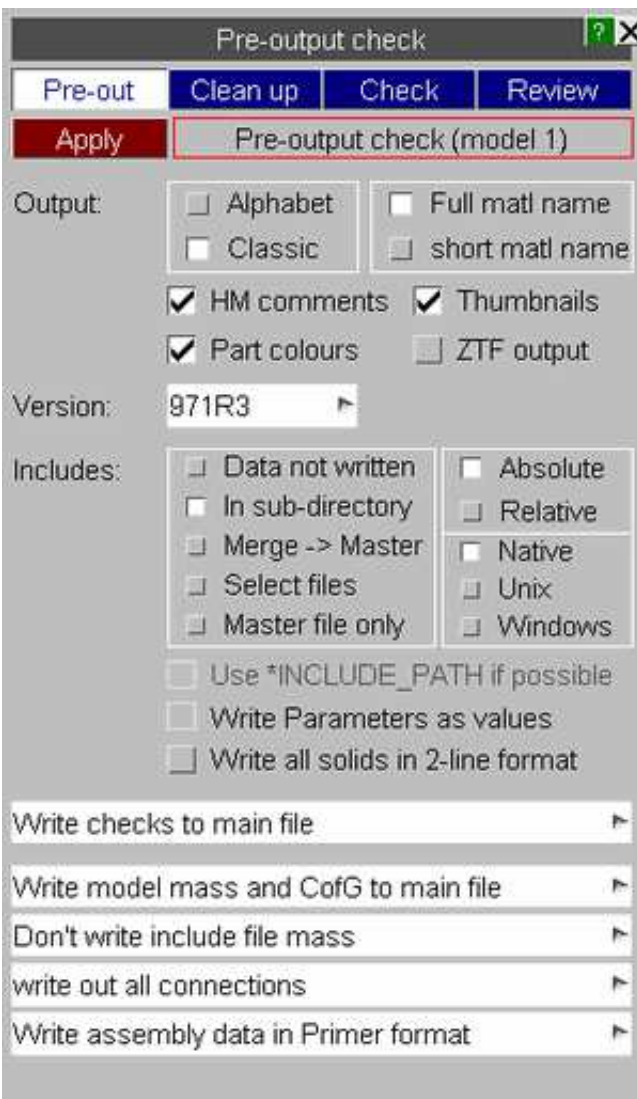 Pre-output check ? X
Pre-out Clean up Check Review
Apply Pre-output check (model 1)
Output: Alphabet Full matl name
Classic short matl name
HM comments Thumbnails
Part colours ZTF output
Version: 971R3
Includes: Data not written Absolute
In sub-directory Relative
Merge -> Master Native
Select files Unix
Master file only Windows
Use *INCLUDE_PATH if possible
Write Parameters as values
Write all solids in 2-line format
Write checks to main file
Write model mass and CofG to main file
Don't write include file mass
write out all connections
Write assembly data in Primer format